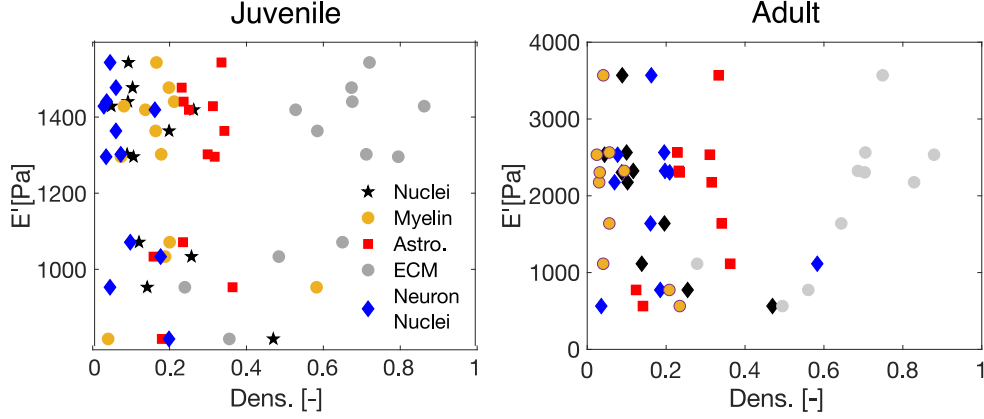 Juvenile
E'[Pa]
1400
1200
1000
Nuclei
Myelin
Astro.
ECM
Neuron
Nuclei
0 0.2 0.4 0.6 0.8 1
Dens. [-]
Adult
E'[Pa]
4000
3000
2000
1000
0
0 0.2 0.4 0.6 0.8 1
Dens. [-]